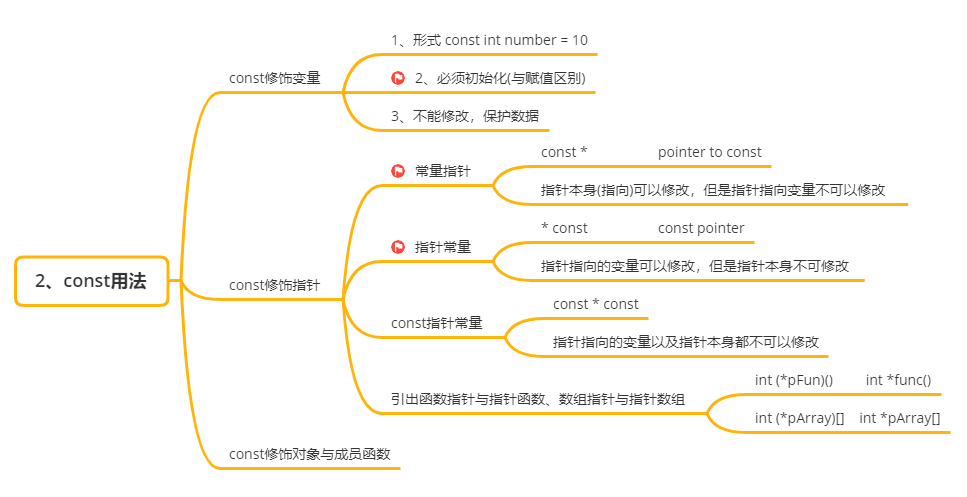 2、const用法
const修饰变量
1、形式 const int number = 10
2、必须初始化(与赋值区别)
3、不能修改，保护数据
const修饰指针
常量指针
const * pointer to const
指针本身(指向)可以修改，但是指针指向变量不可以修改
指针常量
* const const pointer
指针指向的变量可以修改，但是指针本身不可修改
const指针常量
const * const
指针指向的变量以及指针本身都不可以修改
引出函数指针与指针函数、数组指针与指针数组
int (*pFun)() int *func()
int (*pArray)[] int *pArray[]
const修饰对象与成员函数